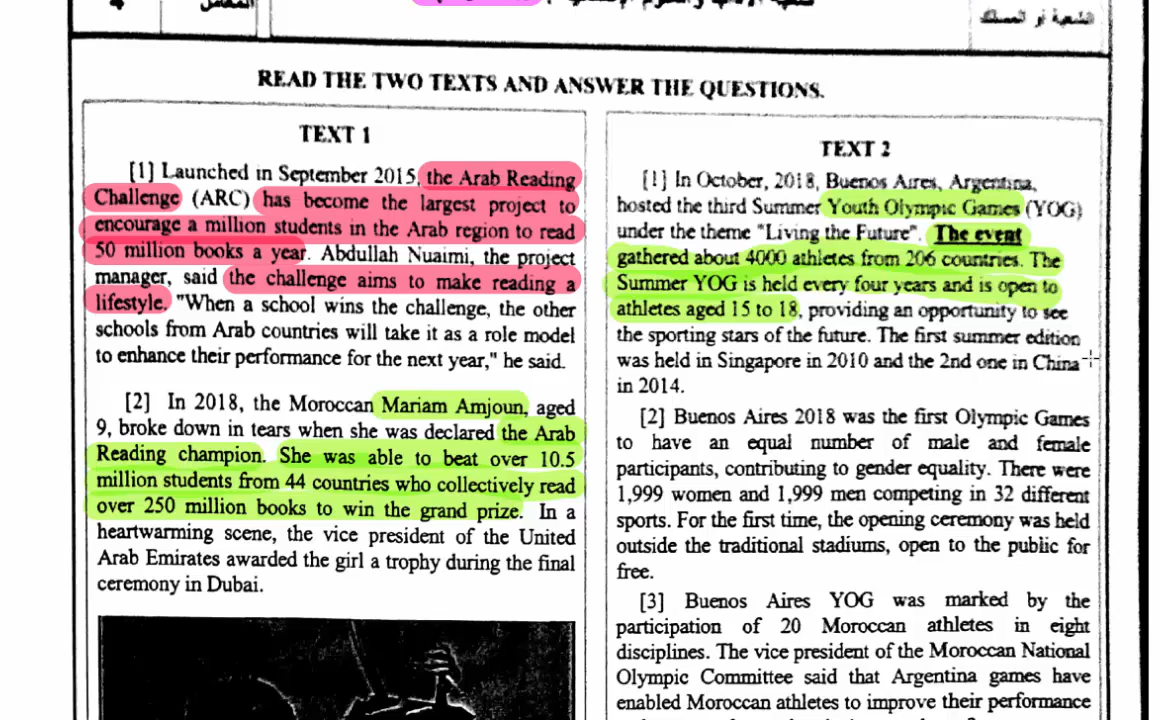 المعامل
الشعبة أو المسلك
READ THE TWO TEXTS AND ANSWER THE QUESTIONS.
TEXT 1
[1] Launched in September 2015, the Arab Reading
Challenge (ARC) has become the largest project to
encourage a million students in the Arab region to read
50 million books a year. Abdullah Nuaimi, the project
manager, said the challenge aims to make reading a
lifestyle. "When a school wins the challenge, the other
schools from Arab countries will take it as a role model
to enhance their performance for the next year," he said.
[2] In 2018, the Moroccan Mariam Amjoun, aged
9, broke down in tears when she was declared the Arab
Reading champion. She was able to beat over 10.5
million students from 44 countries who collectively read
over 250 million books to win the grand prize. In a
heartwarming scene, the vice president of the United
Arab Emirates awarded the girl a trophy during the final
ceremony in Dubai.
TEXT 2
[1] In October, 2018, Buenos Aires, Argentina,
hosted the third Summer Youth Olympic Games (YOG)
under the theme "Living the Future". The event
gathered about 4000 athletes from 206 countries. The
Summer YOG is held every four years and is open to
athletes aged 15 to 18, providing an opportunity to see
the sporting stars of the future. The first summer edition
was held in Singapore in 2010 and the 2nd one in China
in 2014.
[2] Buenos Aires 2018 was the first Olympic Games
to have an equal number of male and female
participants, contributing to gender equality. There were
1,999 women and 1,999 men competing in 32 different
sports. For the first time, the opening ceremony was held
outside the traditional stadiums, open to the public for
free.
[3] Buenos Aires YOG was marked by the
participation of 20 Moroccan athletes in eight
disciplines. The vice president of the Moroccan National
Olympic Committee said that Argentina games have
enabled Moroccan athletes to improve their performance